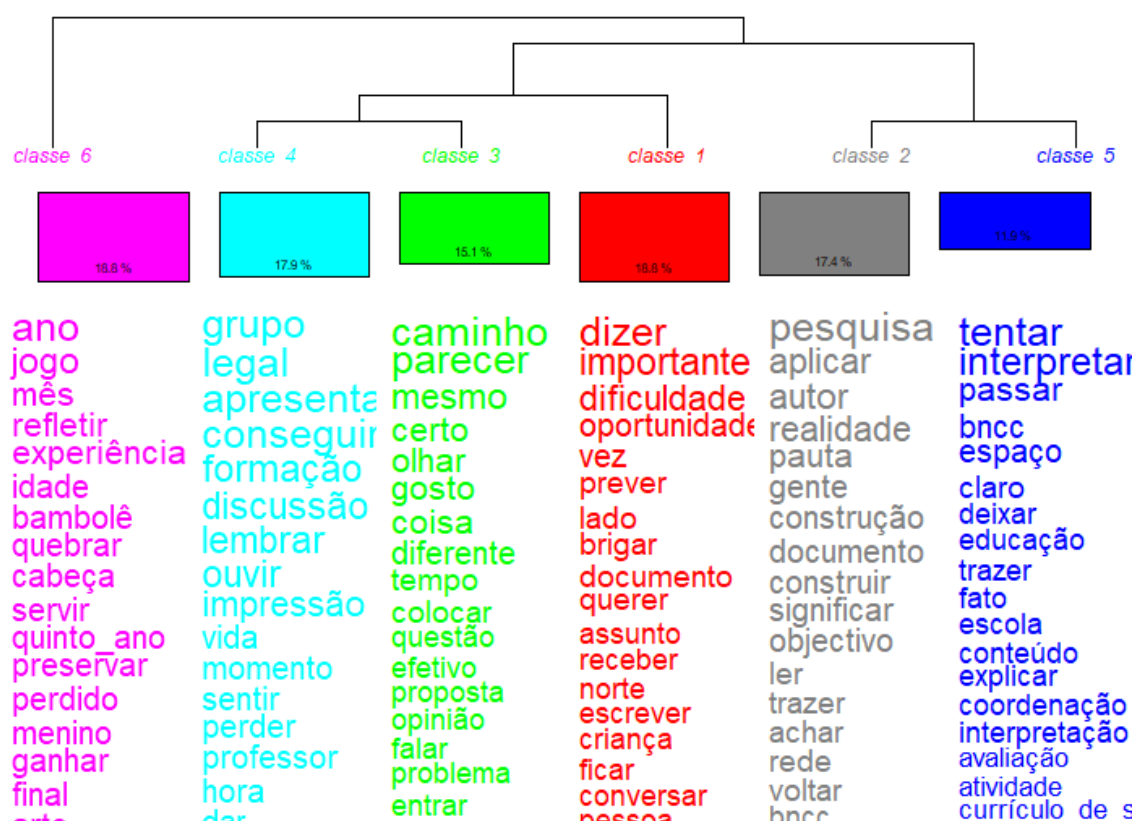 classe 6
classe 4
classe 3
classe 1
classe 2
classe 5
18.8 %
17.9 %
15.1 %
18.8 %
17.4 %
11.9 %
ano
jogo
mês
refletir
experiência
idade
bambolê
quebrar
cabeça
servir
quinto_ano
preservar
perdido
menino
ganhar
final
grupo
legal
apresenta
conseguir
formação
discussão
lembrar
ouvir
impressão
vida
momento
sentir
perder
professor
hora
dar
caminho
parecer
mesmo
certo
olhar
gosto
coisa
diferente
tempo
colocar
questão
efetivo
proposta
opinião
falar
problema
entrar
dizer
importante
dificuldade
oportunidade
vez
prever
lado
brigar
documento
querer
assunto
receber
norte
escrever
criança
ficar
conversar
pessoa
pesquisa
aplicar
autor
realidade
pauta
gente
construção
documento
construir
significar
objectivo
ler
trazer
achar
rede
voltar
bncc
tentar
interpretar
passar
bncc
espaço
claro
deixar
educação
trazer
fato
escola
conteúdo
explicar
coordenação
interpretação
avaliação
atividade
currículo_de_s